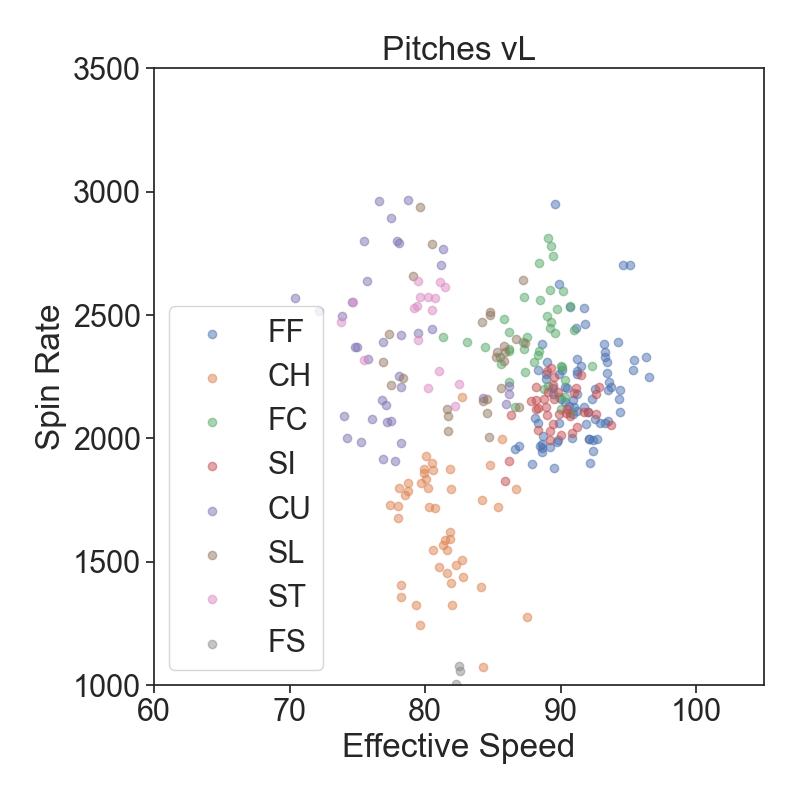 Pitches vL
3500
3000
2500
2000
1500
1000
Spin Rate
FF
CH
FC
SI
CU
SL
ST
FS
60 70 80 90 100
Effective Speed